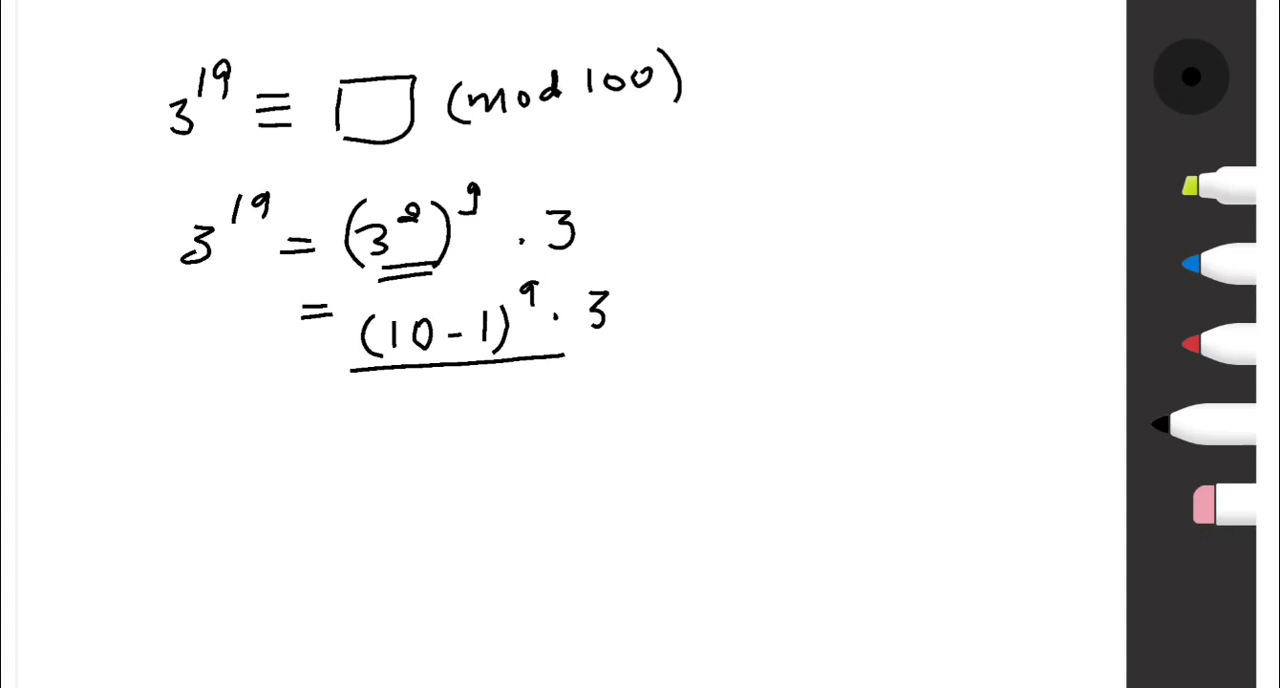 3^19 ≡ □ (mod 100)
3^19 = (3^2)^9 . 3
= (10-1)^9 . 3